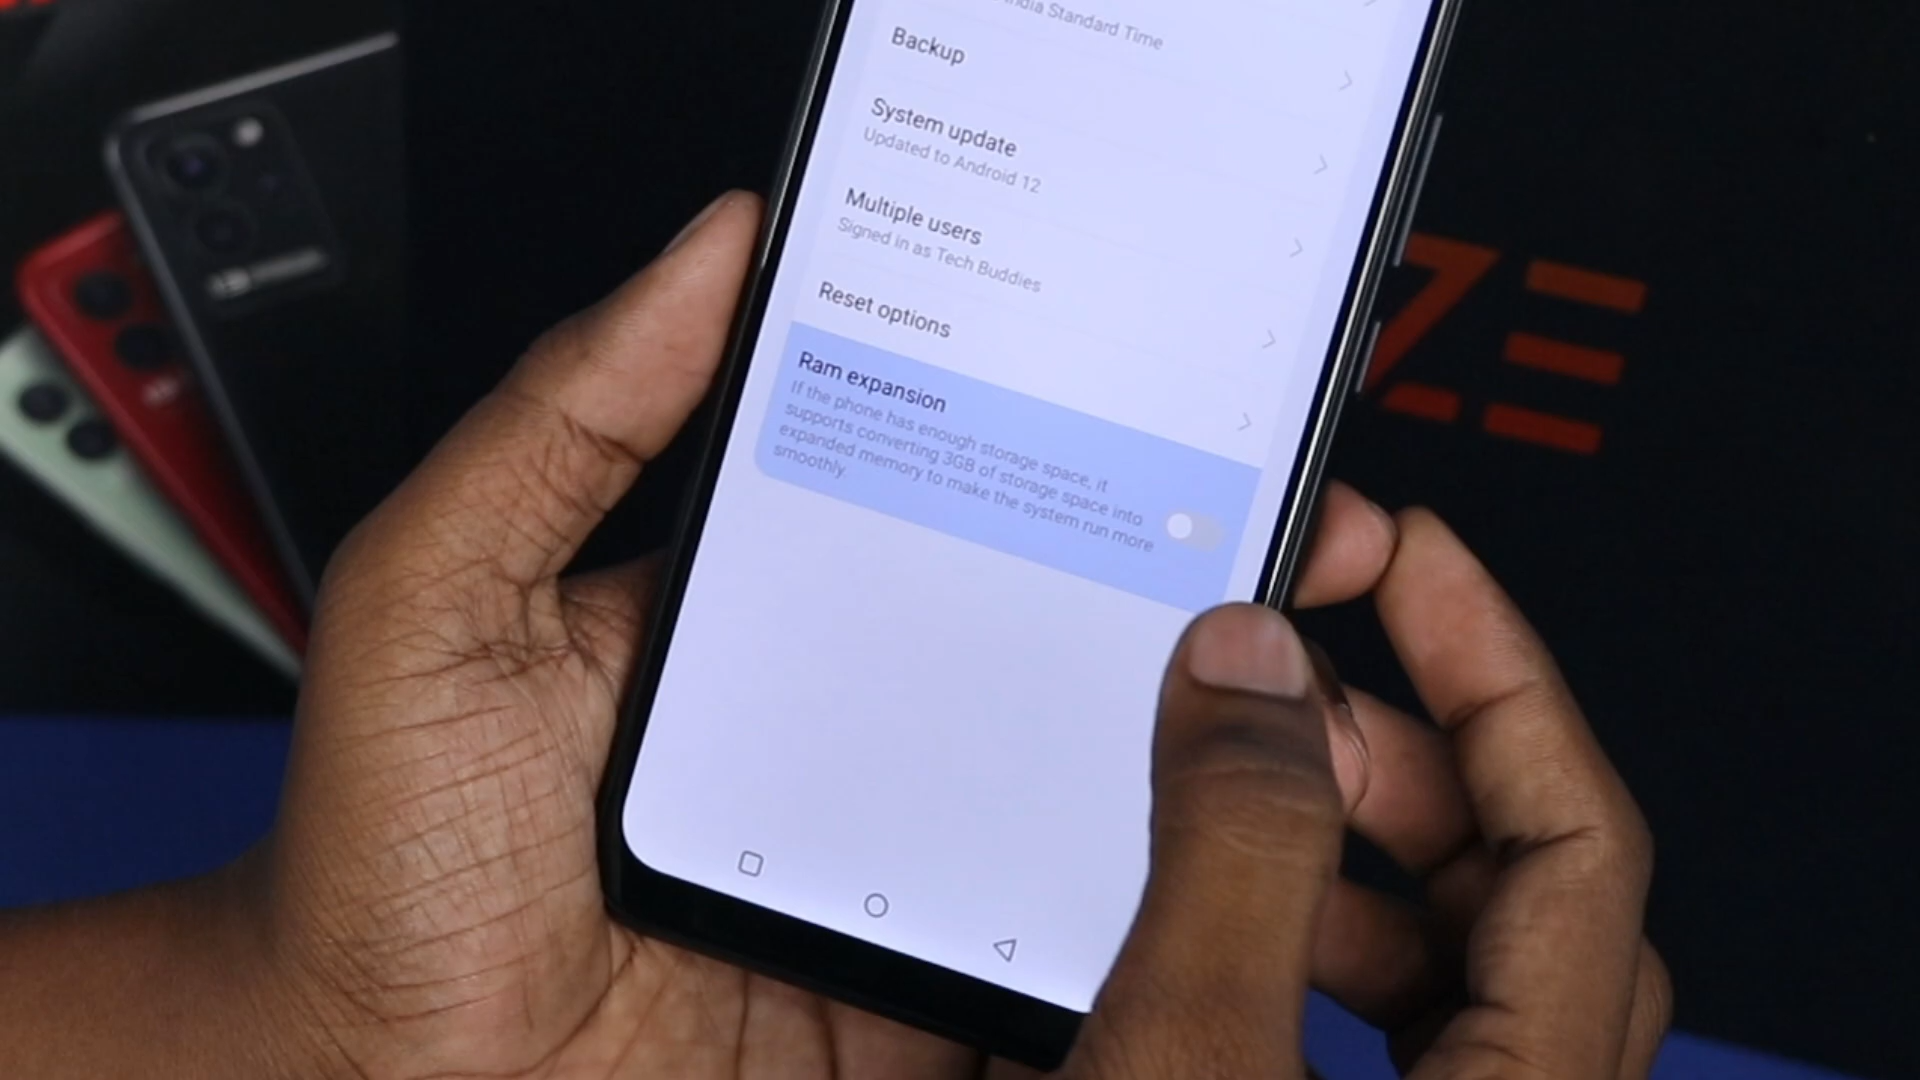 India Standard Time
Backup
System update
Updated to Android 12
Multiple users
Signed in as Tech Buddies
Reset options
Ram expansion
If the phone has enough storage space, it
supports converting 3GB of storage space into
expanded memory to make the system run more
smoothly.
ZE